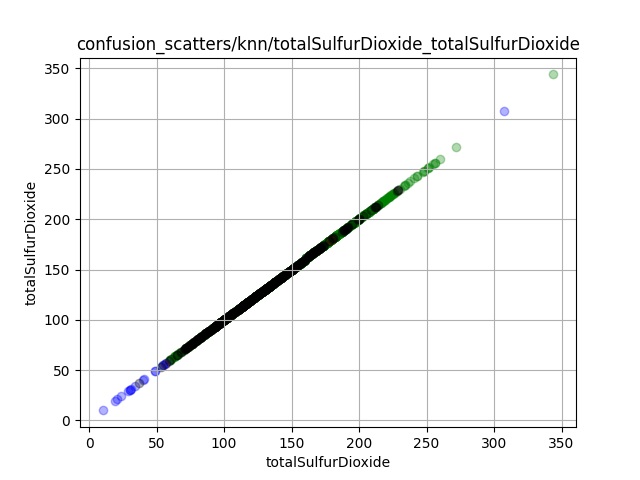 confusion_scatters/knn/totalSulfurDioxide_totalSulfurDioxide
350
300
250
200
150
100
50
0
totalSulfurDioxide
0 50 100 150 200 250 300 350
totalSulfurDioxide